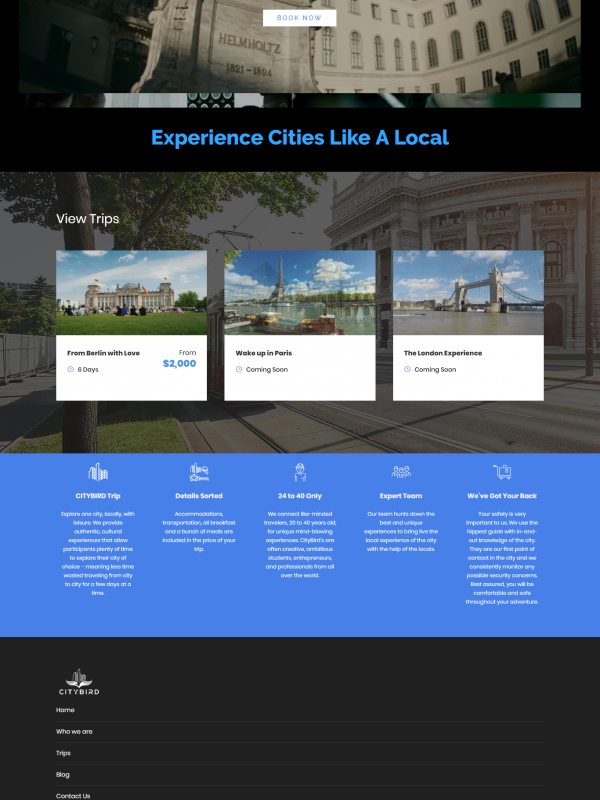 BOOK NOW
HELMHOLTZ
1821 - 1894
Experience Cities Like A Local
View Trips
From Berlin with Love
From
$2,000
6 Days
Wake up in Paris
Coming Soon
The London Experience
Coming Soon
CITYBIRD Trip
Explore one city, locally, with
leisure. We provide
authentic, cultural
experiences that allow
participants plenty of time
to explore their city of
choice – meaning less time
wasted traveling from city
to city for a few days at a
time.
Details Sorted
Accommodations,
transportation, all breakfast
and a bunch of meals are
included in the price of your
trip.
24 to 40 Only
We connect like-minded
travelers, 20 to 40 years old,
for unique mind-blowing
experiences. CityBird's are
often creative, ambitious
students, entrepreneurs,
and professionals from all
over the world.
Expert Team
Our team hunts down the
best and unique
experiences to bring live the
local experience of the city
with the help of the locals.
We've Got Your Back
Your safety is very
important to us. We use the
hippest guide with in-and-
out knowledge of the city.
They are our first point of
contact in the city and we
consistently monitor any
possible security concerns.
Rest assured, you will be
comfortable and safe
throughout your adventure.
CITYBIRD
Home
Who we are
Trips
Blog
Contact Us